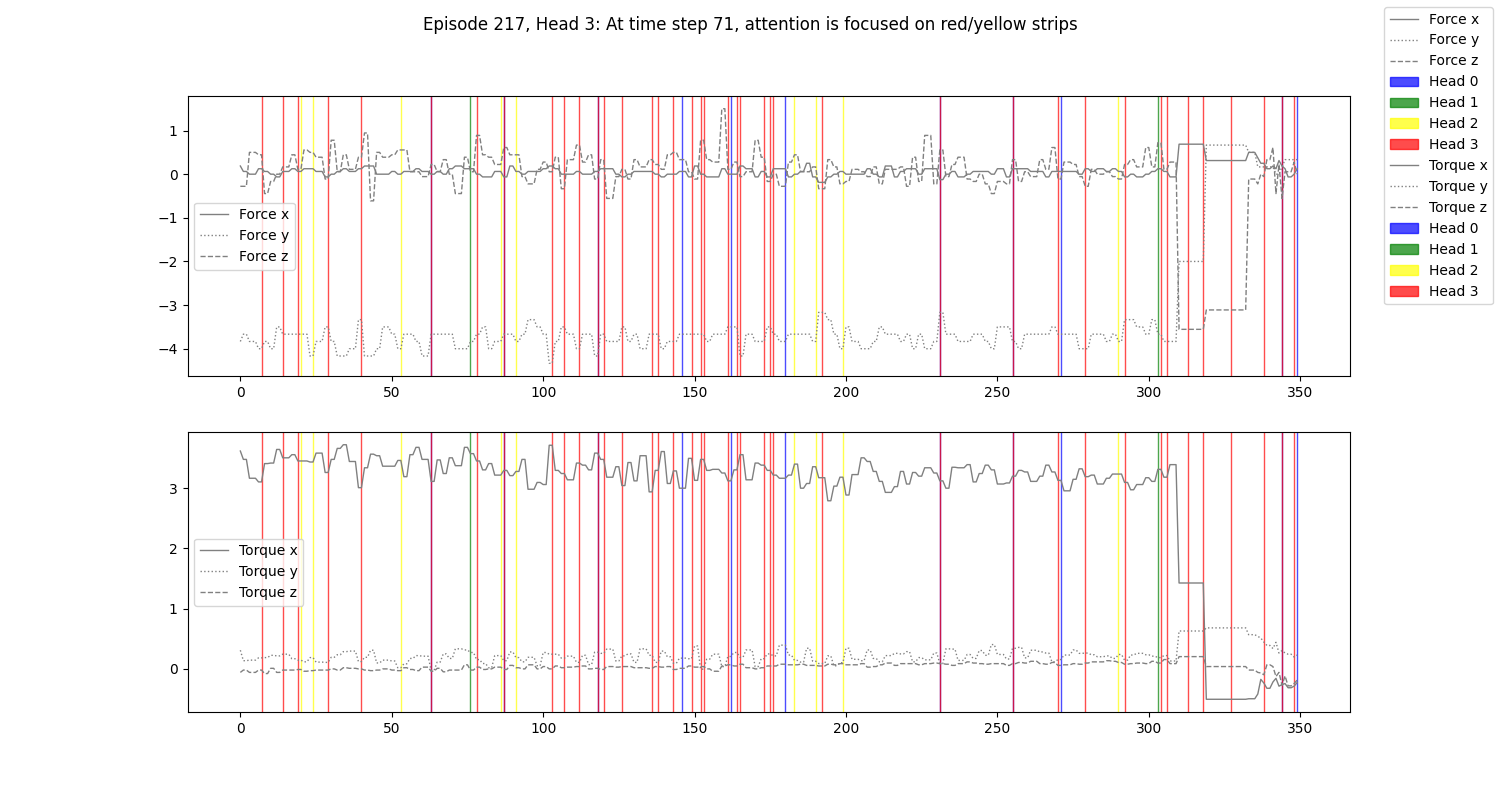 Episode 217, Head 3: At time step 71, attention is focused on red/yellow strips
Force x
Force y
Force z
Head 0
Head 1
Head 2
Head 3
Torque x
Torque y
Torque z
Head 0
Head 1
Head 2
Head 3
1
0
−1
−2
−3
−4
Force x
Force y
Force z
0 50 100 150 200 250 300 350
3
2
1
0
Torque x
Torque y
Torque z
0 50 100 150 200 250 300 350